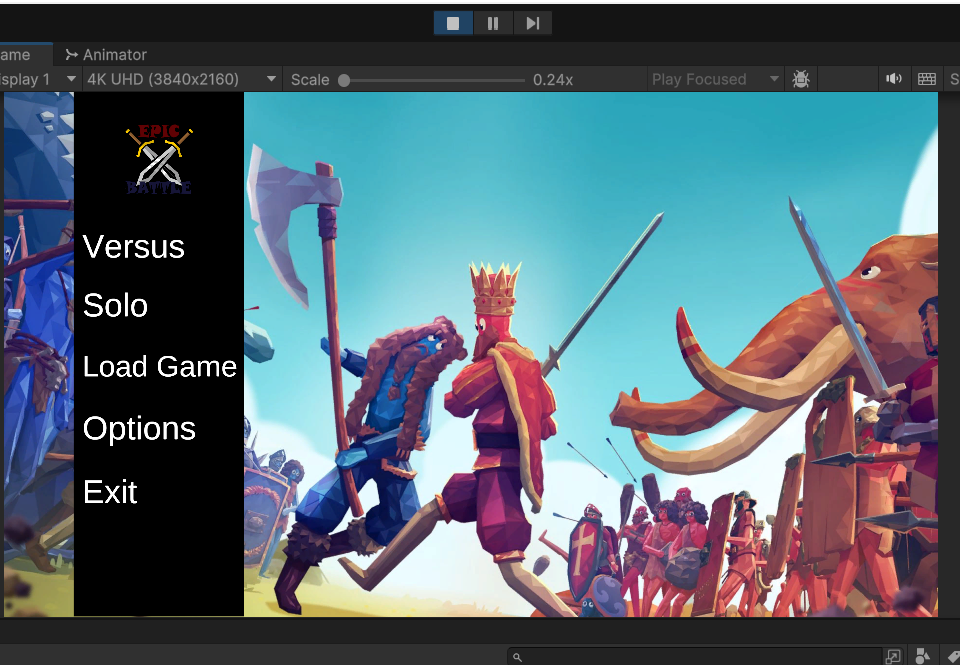 ame
Animator
splay 1
4K UHD (3840x2160)
Scale
0.24x
Play Focused
S
EPIC
BATTLE
Versus
Solo
Load Game
Options
Exit